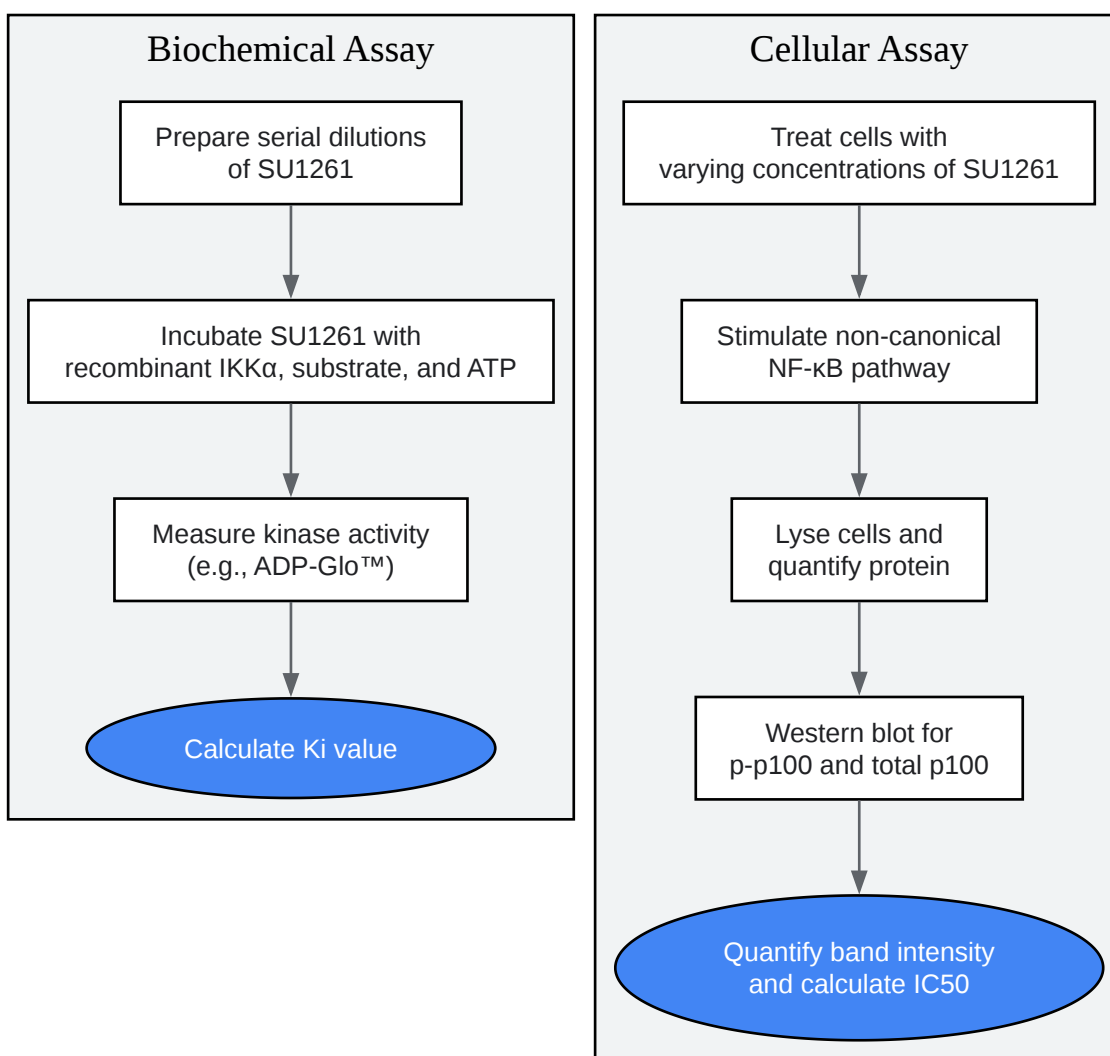 Biochemical Assay
Prepare serial dilutions
of SU1261
Incubate SU1261 with
recombinant IKKα, substrate, and ATP
Measure kinase activity
(e.g., ADP-Glo™)
Calculate Ki value
Cellular Assay
Treat cells with
varying concentrations of SU1261
Stimulate non-canonical
NF-κB pathway
Lyse cells and
quantify protein
Western blot for
p-p100 and total p100
Quantify band intensity
and calculate IC50